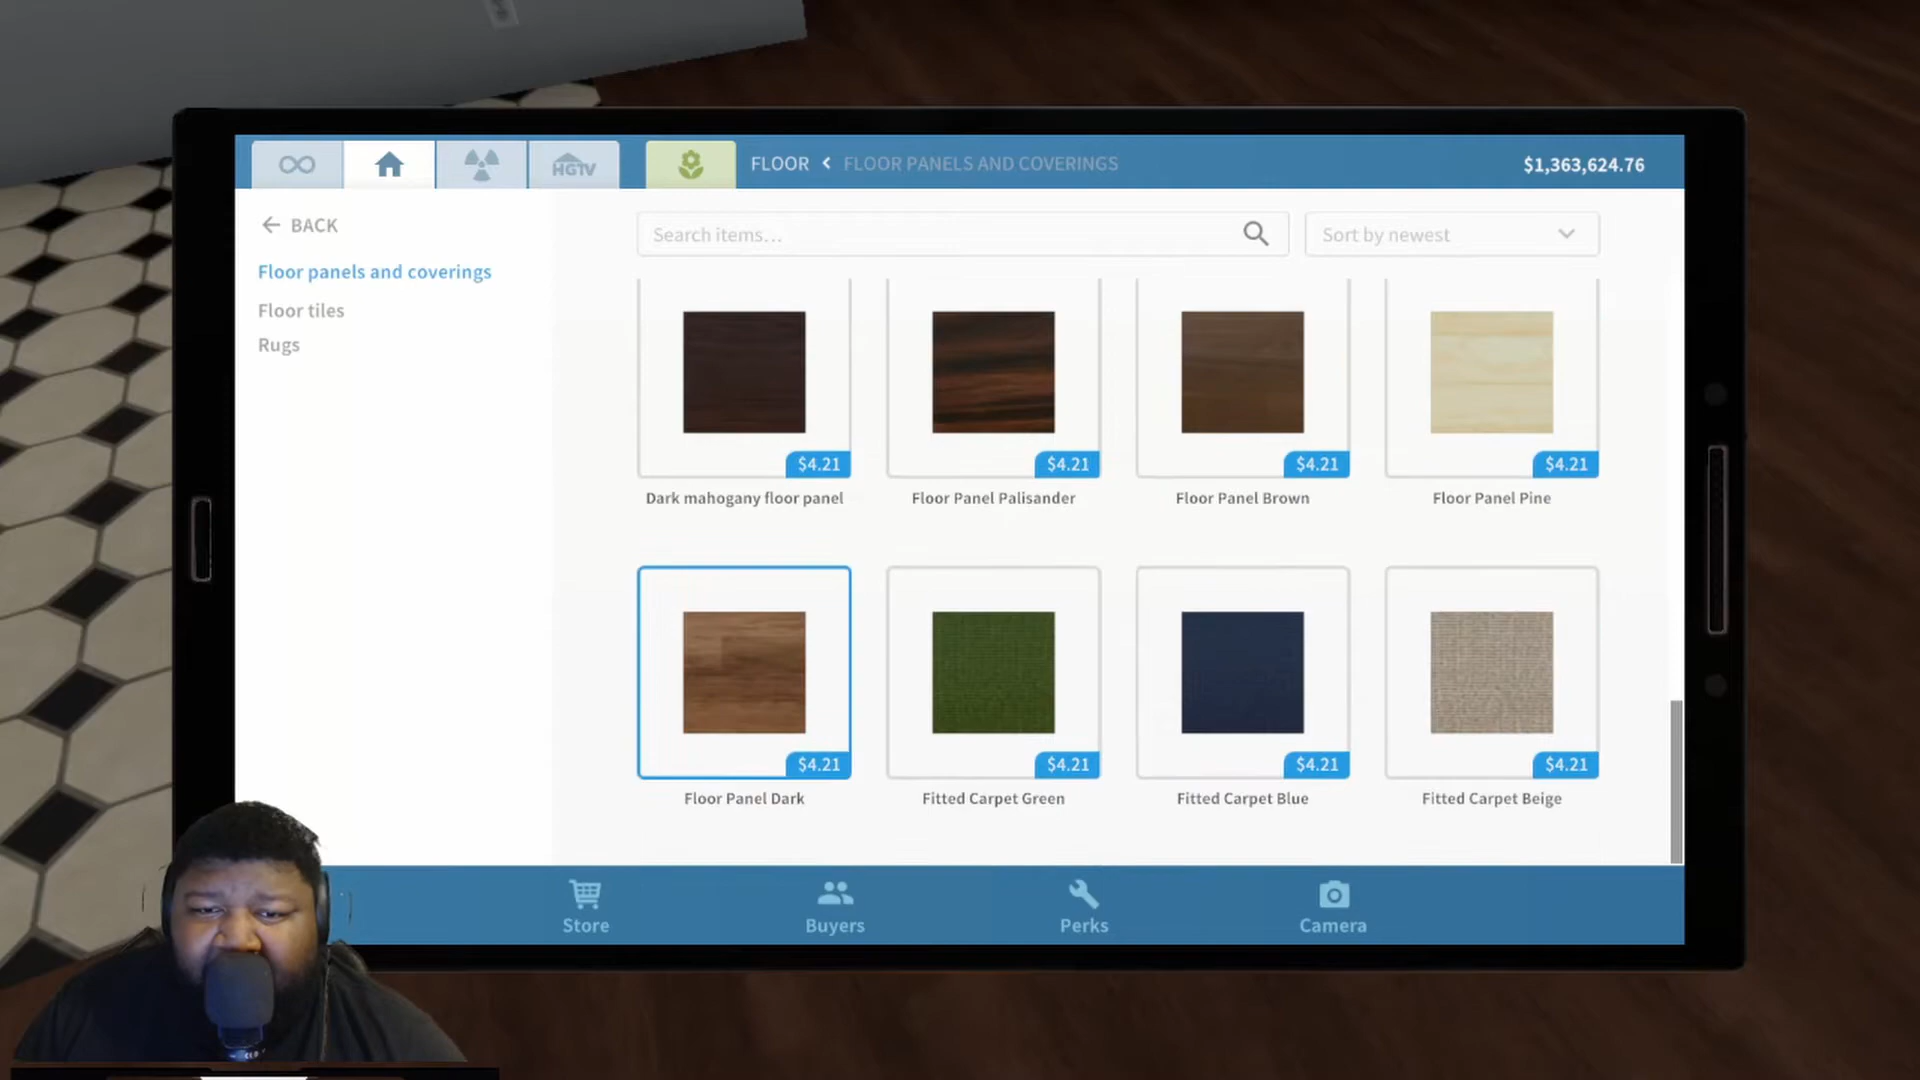 HGTV
FLOOR
FLOOR PANELS AND COVERINGS
$1,363,624.76
BACK
Search items...
Sort by newest
Floor panels and coverings
Floor tiles
Rugs
$4.21
$4.21
$4.21
$4.21
Dark mahogany floor panel
Floor Panel Palisander
Floor Panel Brown
Floor Panel Pine
$4.21
$4.21
$4.21
$4.21
Floor Panel Dark
Fitted Carpet Green
Fitted Carpet Blue
Fitted Carpet Beige
Store
Buyers
Perks
Camera